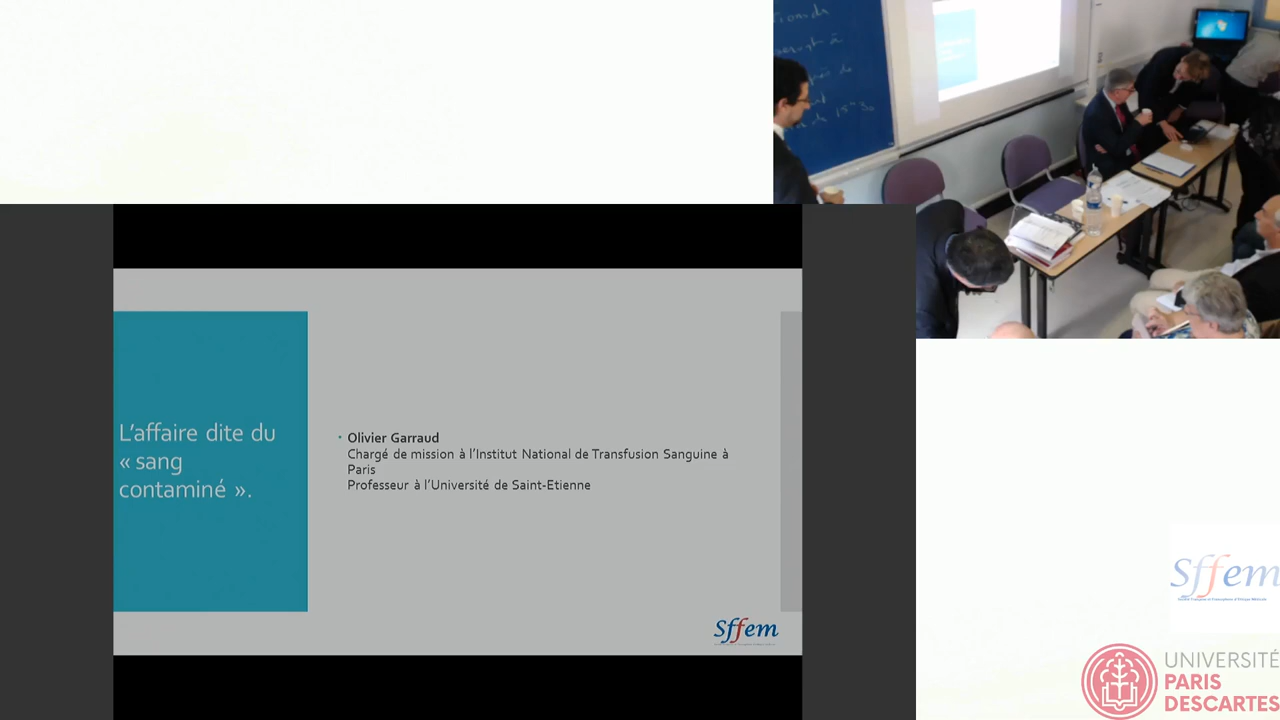 L'affaire dite du
« sang
contaminé ».
• Olivier Garraud
Chargé de mission à l'Institut National de Transfusion Sanguine à
Paris
Professeur à l'Université de Saint-Etienne
Sffem
Sffem
UNIVERSITÉ
PARIS
DESCARTES